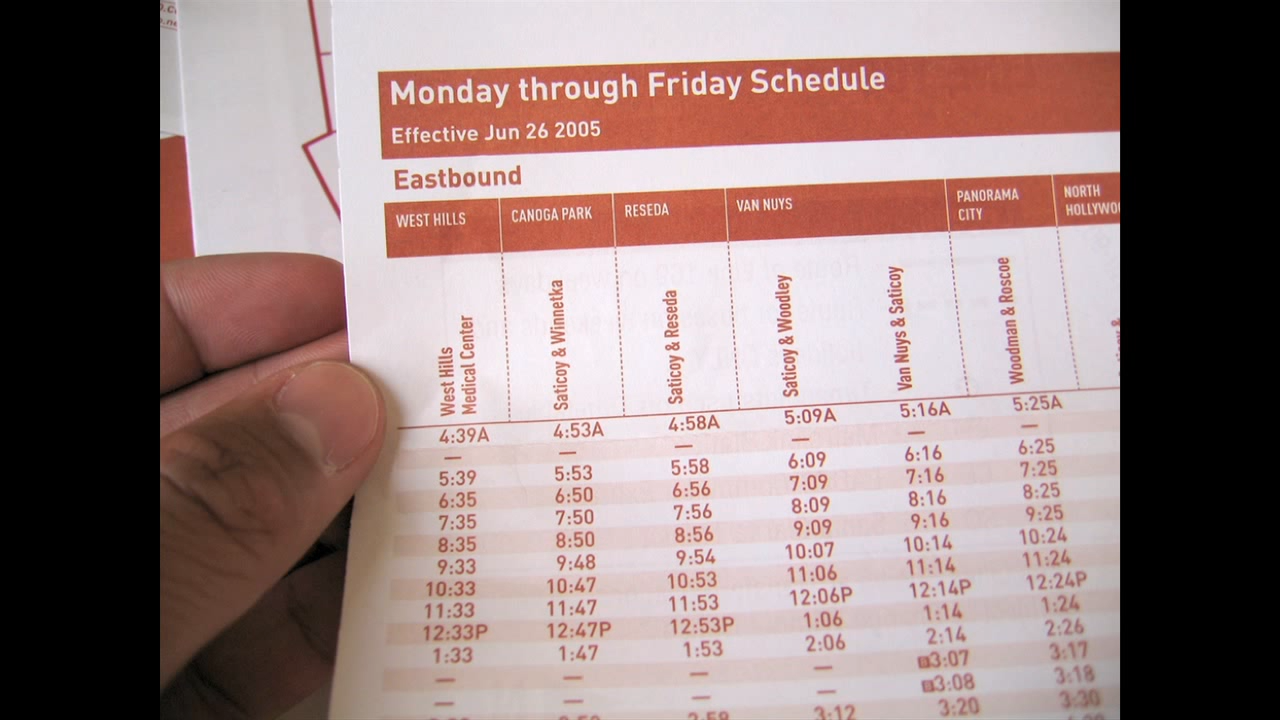 Monday through Friday Schedule
Effective Jun 26 2005
Eastbound
WEST HILLS CANOGA PARK RESEDA VAN NUYS PANORAMA CITY NORTH
West Hills Medical Center Saticoy & Winnetka Saticoy & Reseda Saticoy & Woodley Van Nuys & Saticoy Woodman & Roscoe
4:39A 4:53A 4:58A 5:09A 5:16A 5:25A
— — — — — —
5:39 5:53 5:58 6:09 6:16 6:25
6:35 6:50 6:56 7:09 7:16 7:25
7:35 7:50 7:56 8:09 8:16 8:25
8:35 8:50 8:56 9:09 9:16 9:25
9:33 9:48 9:54 10:07 10:14 10:24
10:33 10:47 10:53 11:06 11:14 11:24
11:33 11:47 11:53 12:06P 12:14P 12:24P
12:33P 12:47P 12:53P 1:06 1:14 1:24
1:33 1:47 1:53 2:06 2:14 2:26
— — — — 3:07 3:17
— — — — 3:08 3:18
3:12 3:20 3:30